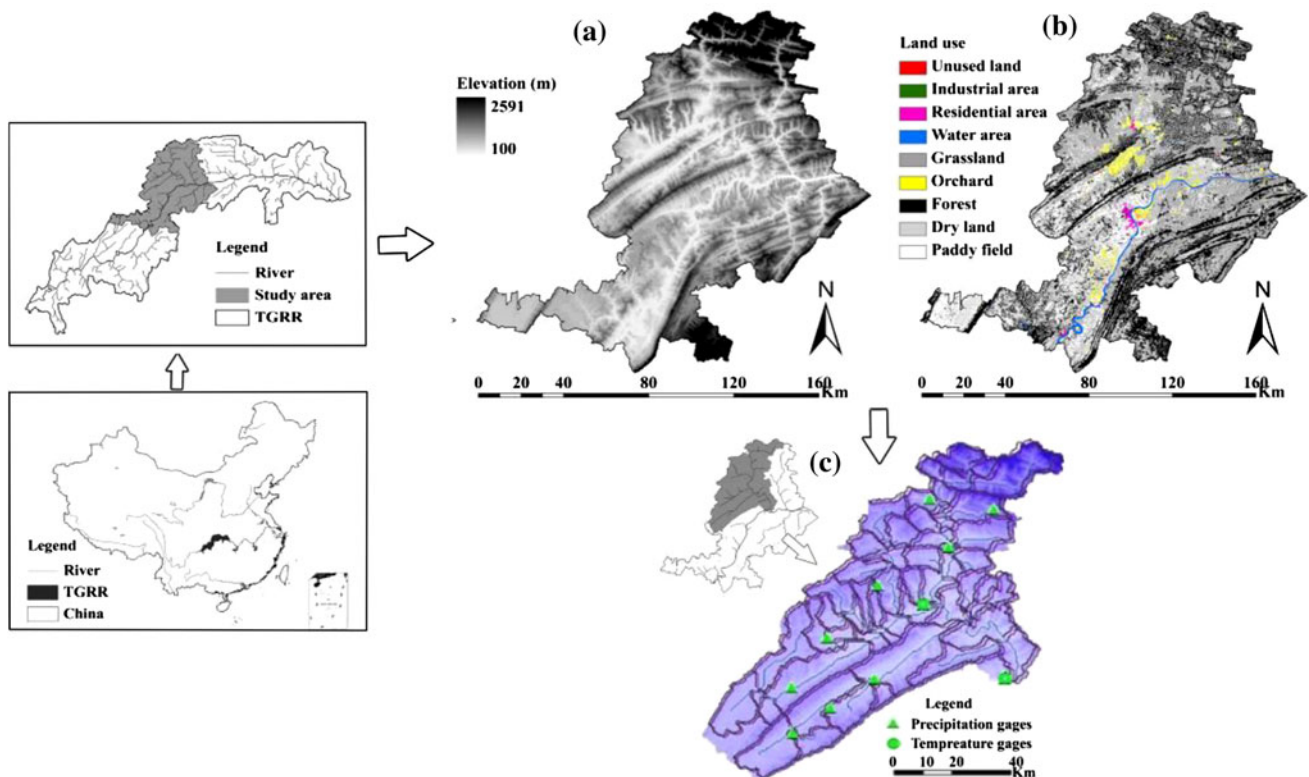 (a)
Elevation (m)
2591
100
N
0 40 80 120 160
Km
(b)
Land use
Unused land
Industrial area
Residential area
Water area
Grassland
Orchard
Forest
Dry land
Paddy field
N
0 20 40 80 120 160
Km
Legend
River
Study area
TGRR
Legend
River
TGRR
China
(c)
Legend
Precipitation gages
Tempreature gages
0 10 20 40
Km